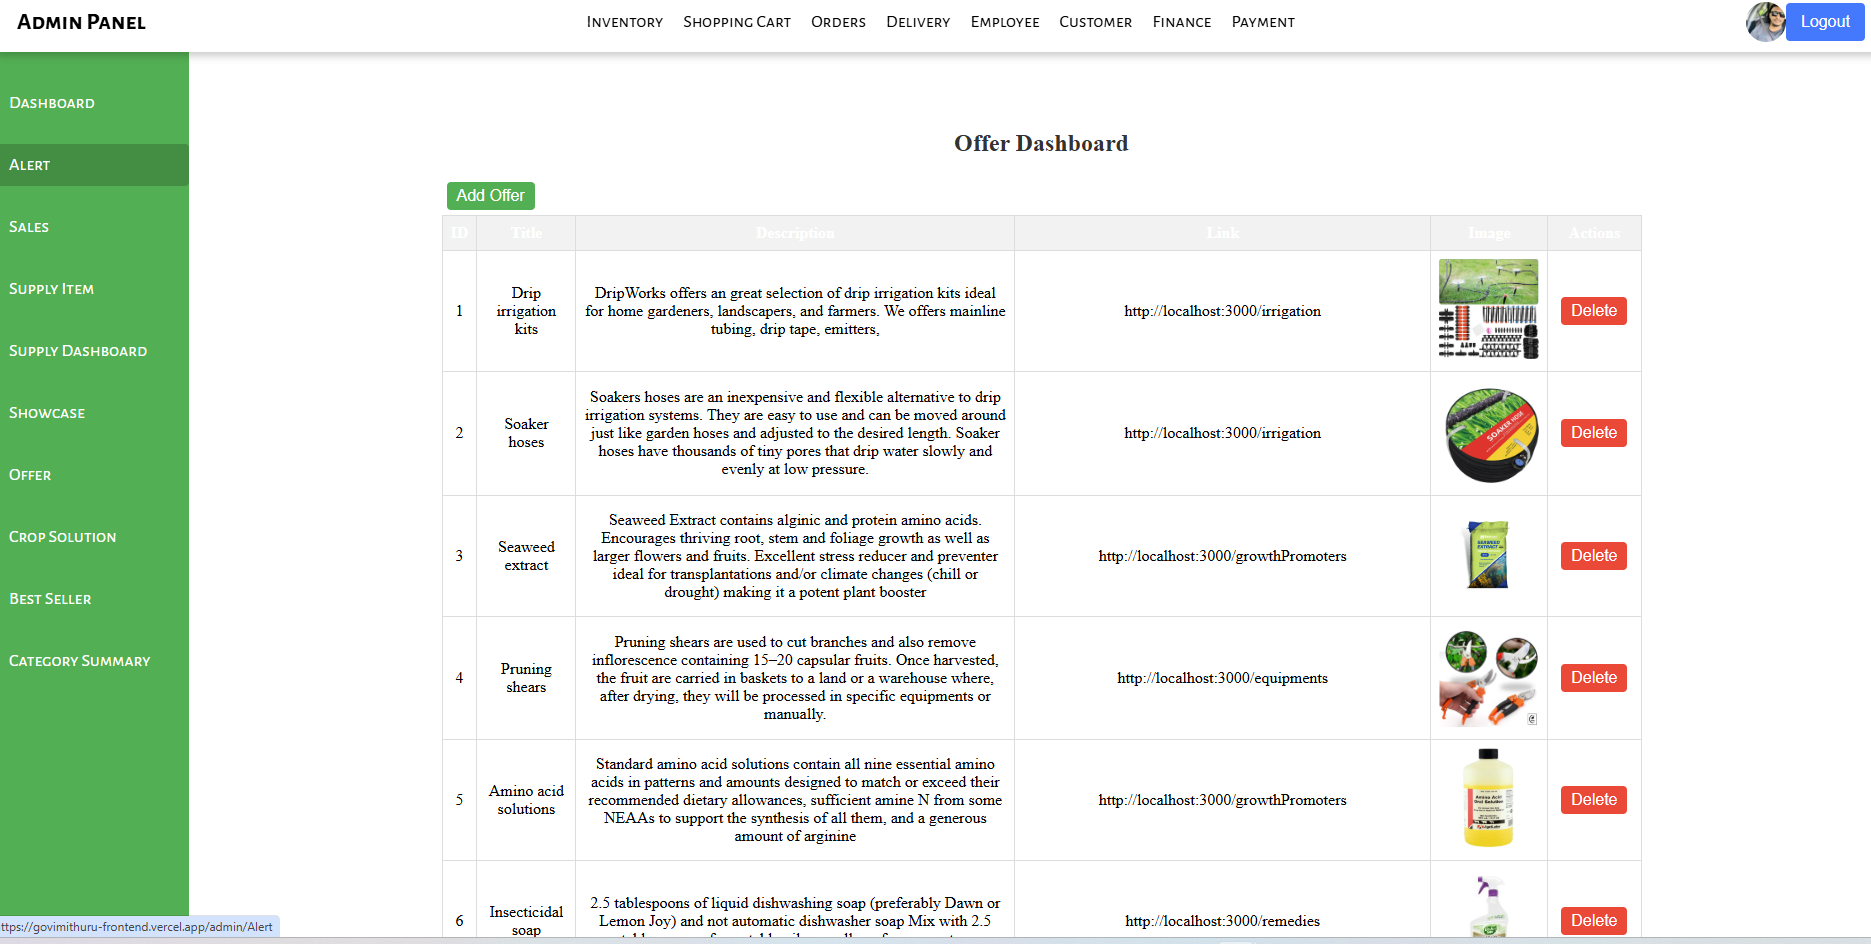 Admin Panel
Inventory Shopping Cart Orders Delivery Employee Customer Finance Payment
Logout
Dashboard
Alert
Sales
Supply Item
Supply Dashboard
Showcase
Offer
Crop Solution
Best Seller
Category Summary
Offer Dashboard
Add Offer
ID Title Description Link Image Actions
1
Drip
irrigation
kits
DripWorks offers an great selection of drip irrigation kits ideal
for home gardeners, landscapers, and farmers. We offers mainline
tubing, drip tape, emitters,
http://localhost:3000/irrigation
Delete
2
Soaker
hoses
Soakers hoses are an inexpensive and flexible alternative to drip
irrigation systems. They are easy to use and can be moved around
just like garden hoses and adjusted to the desired length. Soaker
hoses have thousands of tiny pores that drip water slowly and
evenly at low pressure.
http://localhost:3000/irrigation
SOAKER HOSE
Delete
3
Seaweed
extract
Seaweed Extract contains alginic and protein amino acids.
Encourages thriving root, stem and foliage growth as well as
larger flowers and fruits. Excellent stress reducer and preventer
ideal for transplantations and/or climate changes (chill or
drought) making it a potent plant booster
http://localhost:3000/growthPromoters
SEAWEED
EXTRACT
Delete
4
Pruning
shears
Pruning shears are used to cut branches and also remove
inflorescence containing 15–20 capsular fruits. Once harvested,
the fruit are carried in baskets to a land or a warehouse where,
after drying, they will be processed in specific equipments or
manually.
http://localhost:3000/equipments
Delete
5
Amino acid
solutions
Standard amino acid solutions contain all nine essential amino
acids in patterns and amounts designed to match or exceed their
recommended dietary allowances, sufficient amine N from some
NEAAs to support the synthesis of all them, and a generous
amount of arginine
http://localhost:3000/growthPromoters
Amino Acid
Oral Solution
Delete
6
Insecticidal
soap
2.5 tablespoons of liquid dishwashing soap (preferably Dawn or
Lemon Joy) and not automatic dishwasher soap Mix with 2.5
http://localhost:3000/remedies
Delete
ttps://govimithuru-frontend.vercel.app/admin/Alert